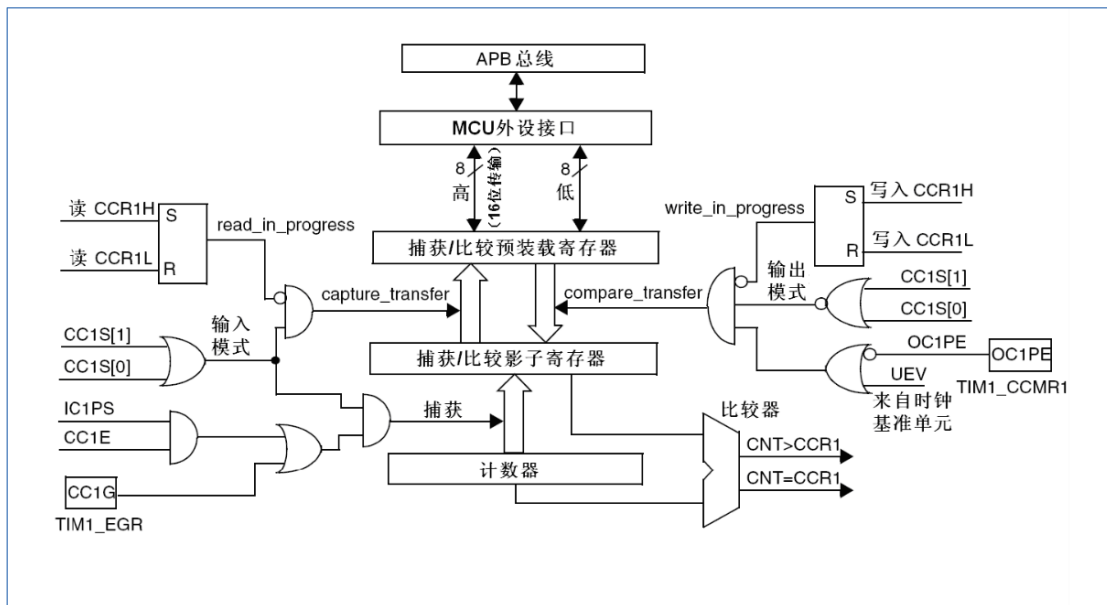 APB 总线
MCU外设接口
8
高
(16位传输)
8
低
读 CCR1H
S
读 CCR1L
R
read_in_progress
write_in_progress
S
写入 CCR1H
R
写入 CCR1L
捕获/比较预装载寄存器
capture_transfer
compare_transfer
输出
模式
CC1S[1]
CC1S[0]
CC1S[1]
CC1S[0]
输入
模式
捕获/比较影子寄存器
OC1PE
OC1PE
UEV
TIM1_CCMR1
来自时钟
基准单元
IC1PS
CC1E
捕获
比较器
CNT>CCR1
计数器
CNT=CCR1
CC1G
TIM1_EGR